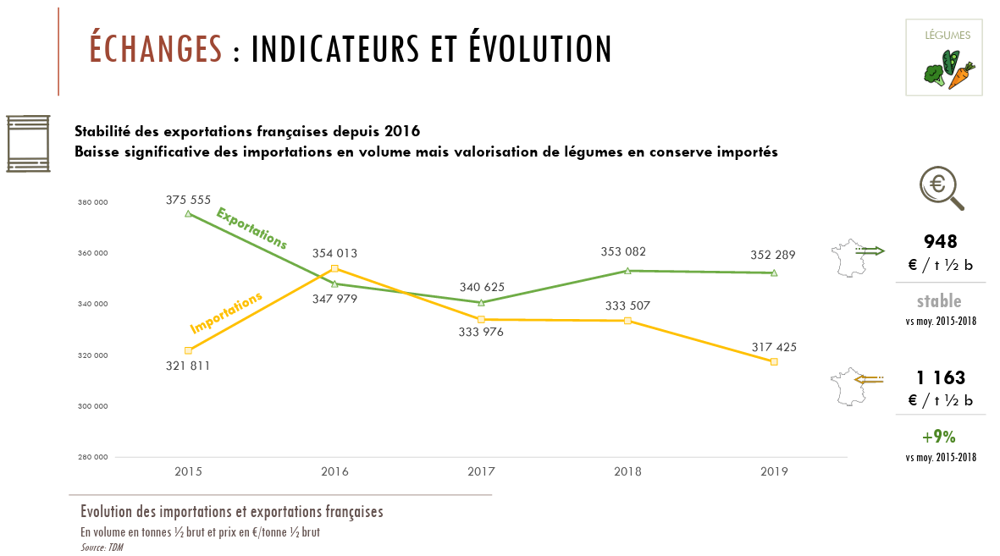 ÉCHANGES : INDICATEURS ET ÉVOLUTION
LÉGUMES
Stabilité des exportations françaises depuis 2016
Baisse significative des importations en volume mais valorisation de légumes en conserve importés
380 000
360 000
340 000
320 000
300 000
280 000
375 555
Exportations
354 013
347 979
340 625
353 082
352 289
Importations
321 811
333 976
333 507
317 425
2015
2016
2017
2018
2019
€
948
€ / t ½ b
stable
vs moy. 2015-2018
1 163
€ / t ½ b
+9%
vs moy. 2015-2018
Evolution des importations et exportations françaises
En volume en tonnes ½ brut et prix en €/tonne ½ brut
Source: TDM